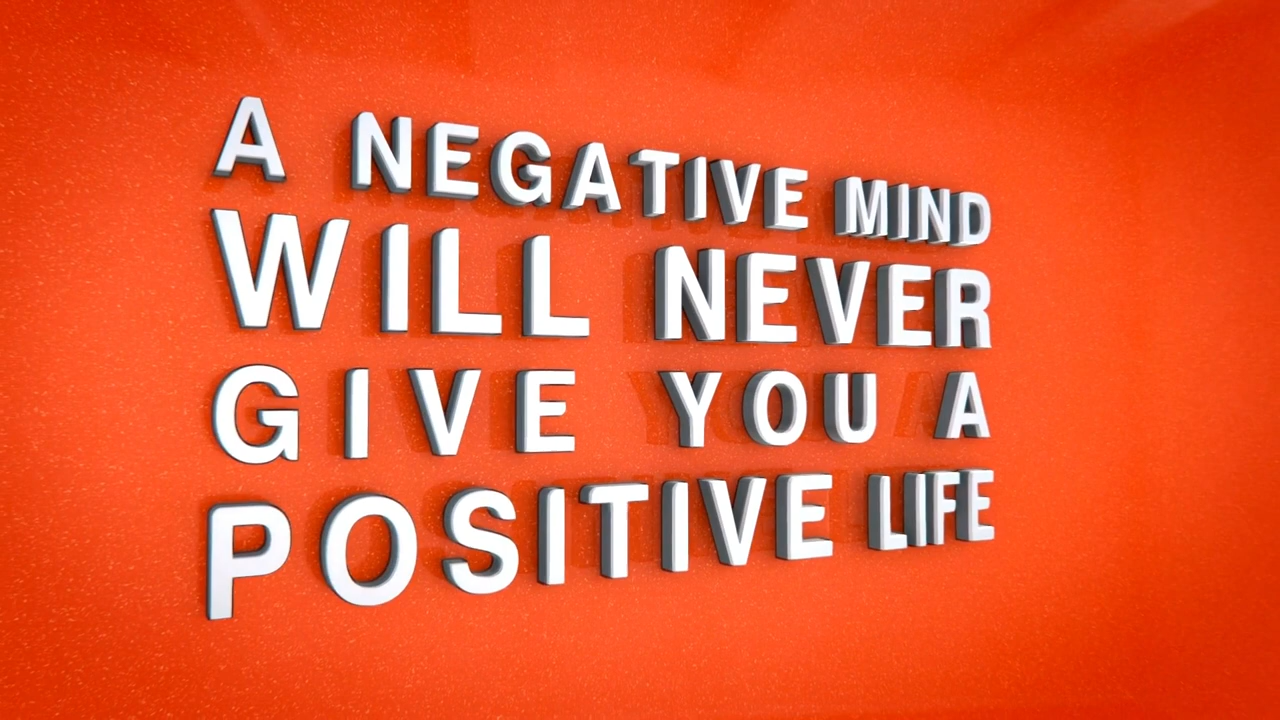 A NEGATIVE MIND
WILL NEVER
GIVE YOU A
POSITIVE LIFE